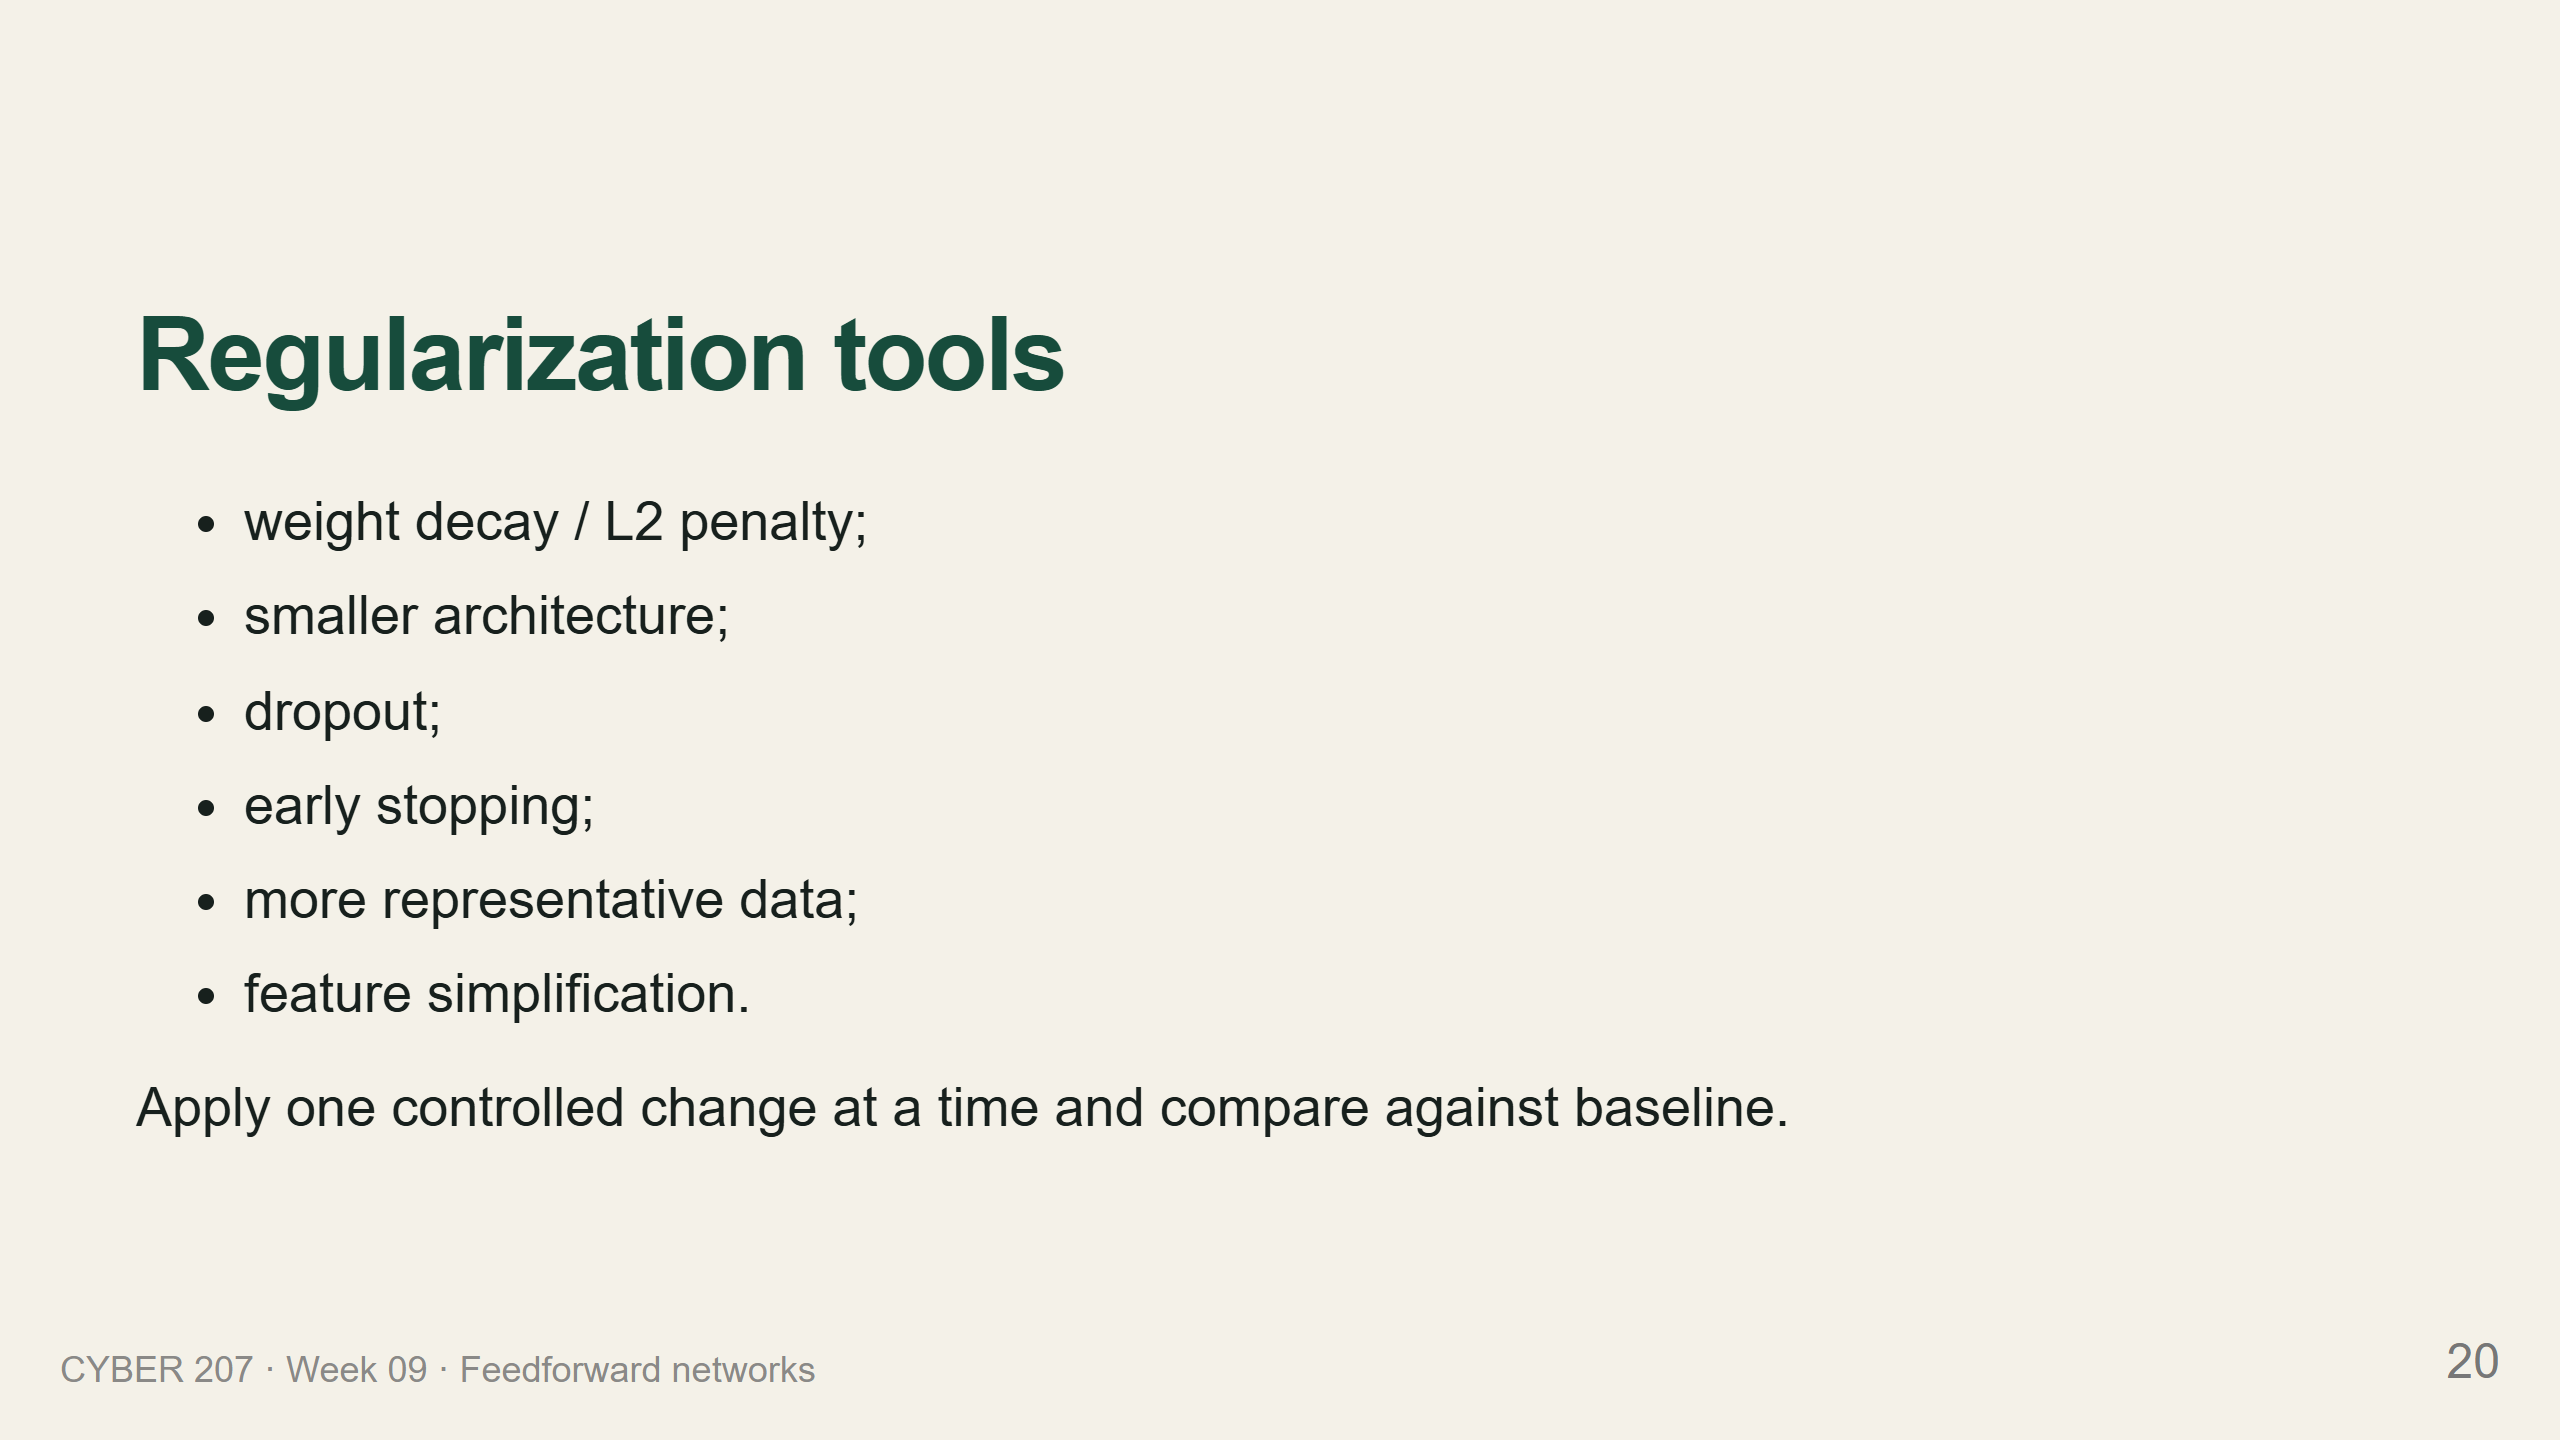 Regularization tools
• weight decay / L2 penalty;
• smaller architecture;
• dropout;
• early stopping;
• more representative data;
• feature simplification.
Apply one controlled change at a time and compare against baseline.
CYBER 207 · Week 09 · Feedforward networks
20